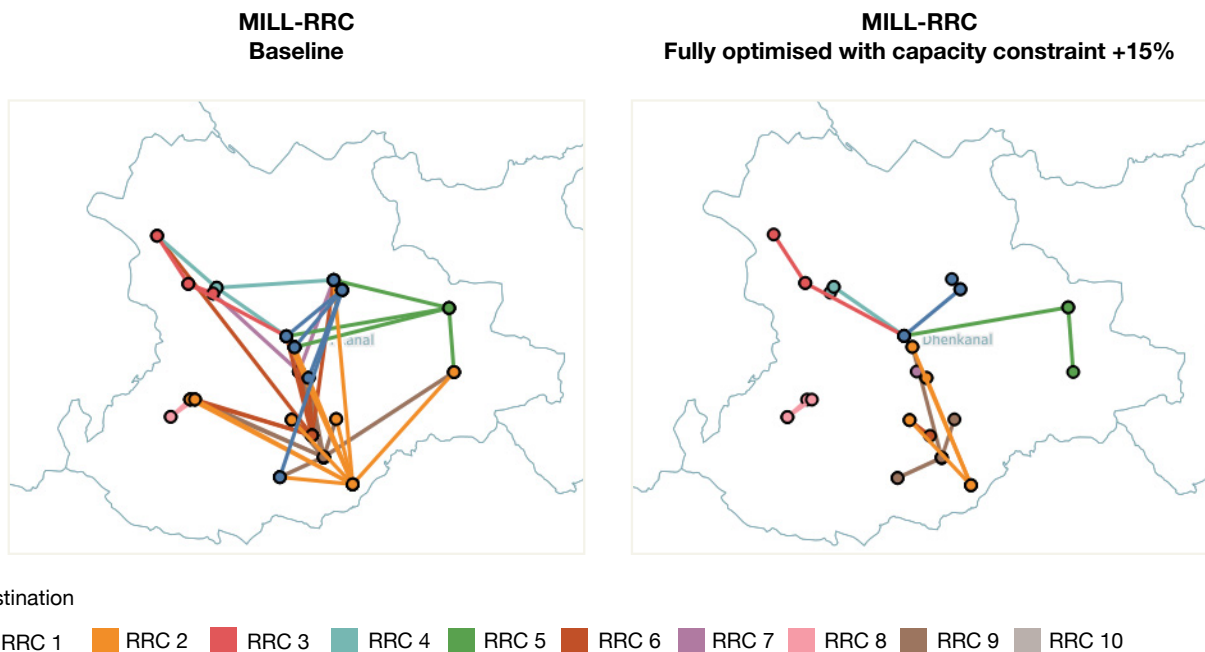 MILL-RRC
Baseline
MILL-RRC
Fully optimised with capacity constraint +15%
Dhenkanal
stination
RRC 1 RRC 2 RRC 3 RRC 4 RRC 5 RRC 6 RRC 7 RRC 8 RRC 9 RRC 10